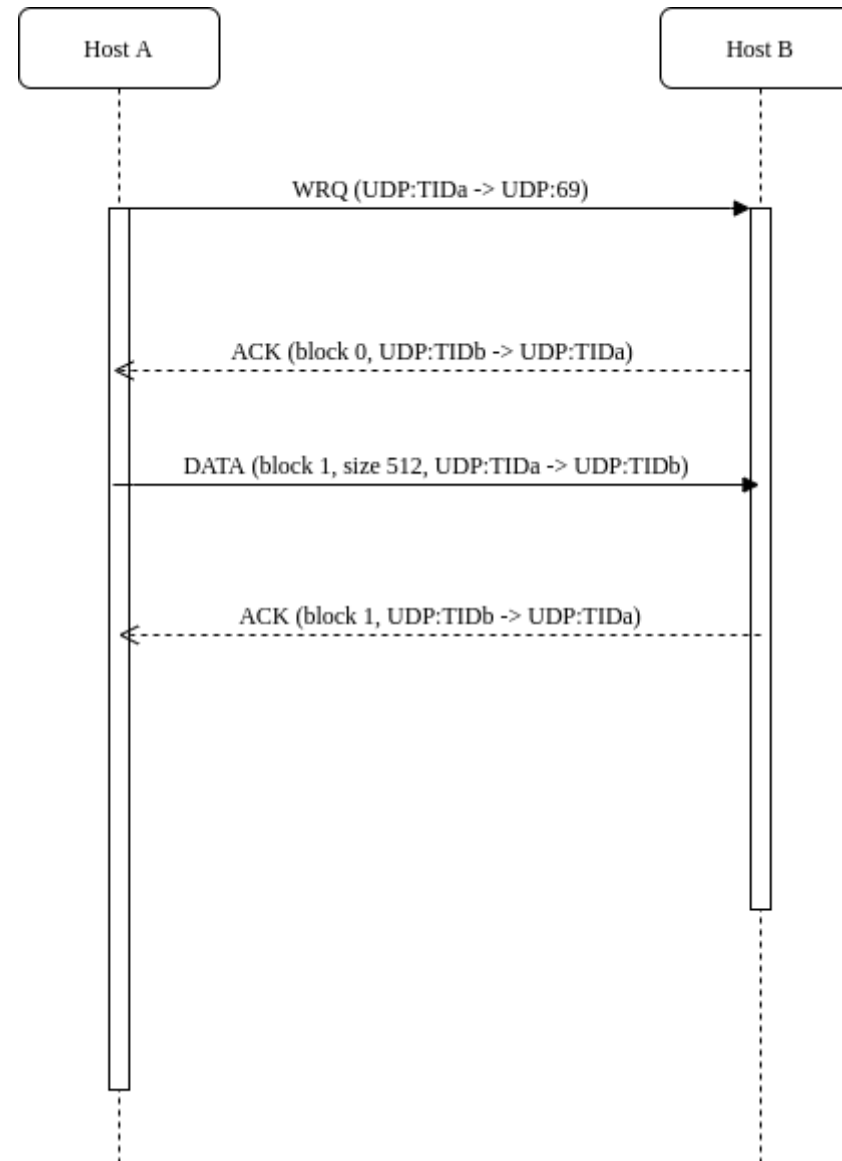 Host A
Host B
WRQ (UDP:TIDa -> UDP:69)
ACK (block 0, UDP:TIDb -> UDP:TIDa)
DATA (block 1, size 512, UDP:TIDa -> UDP:TIDb)
ACK (block 1, UDP:TIDb -> UDP:TIDa)